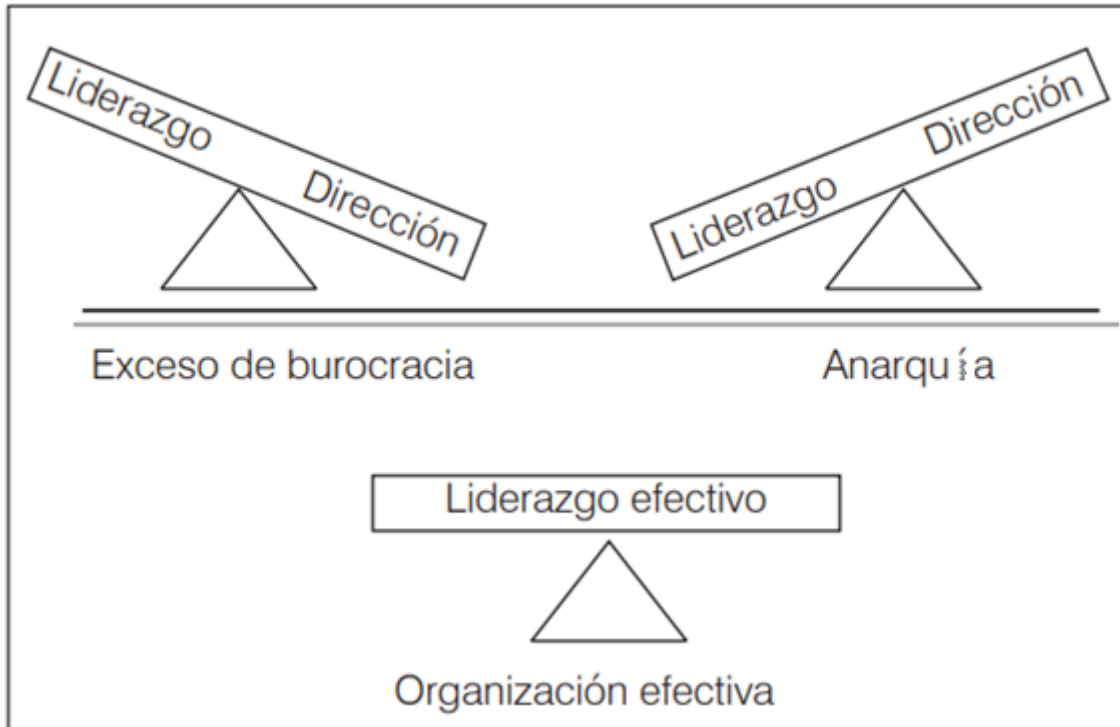 Liderazgo Dirección
Liderazgo Dirección
Exceso de burocracia
Anarquía
Liderazgo efectivo
Organización efectiva